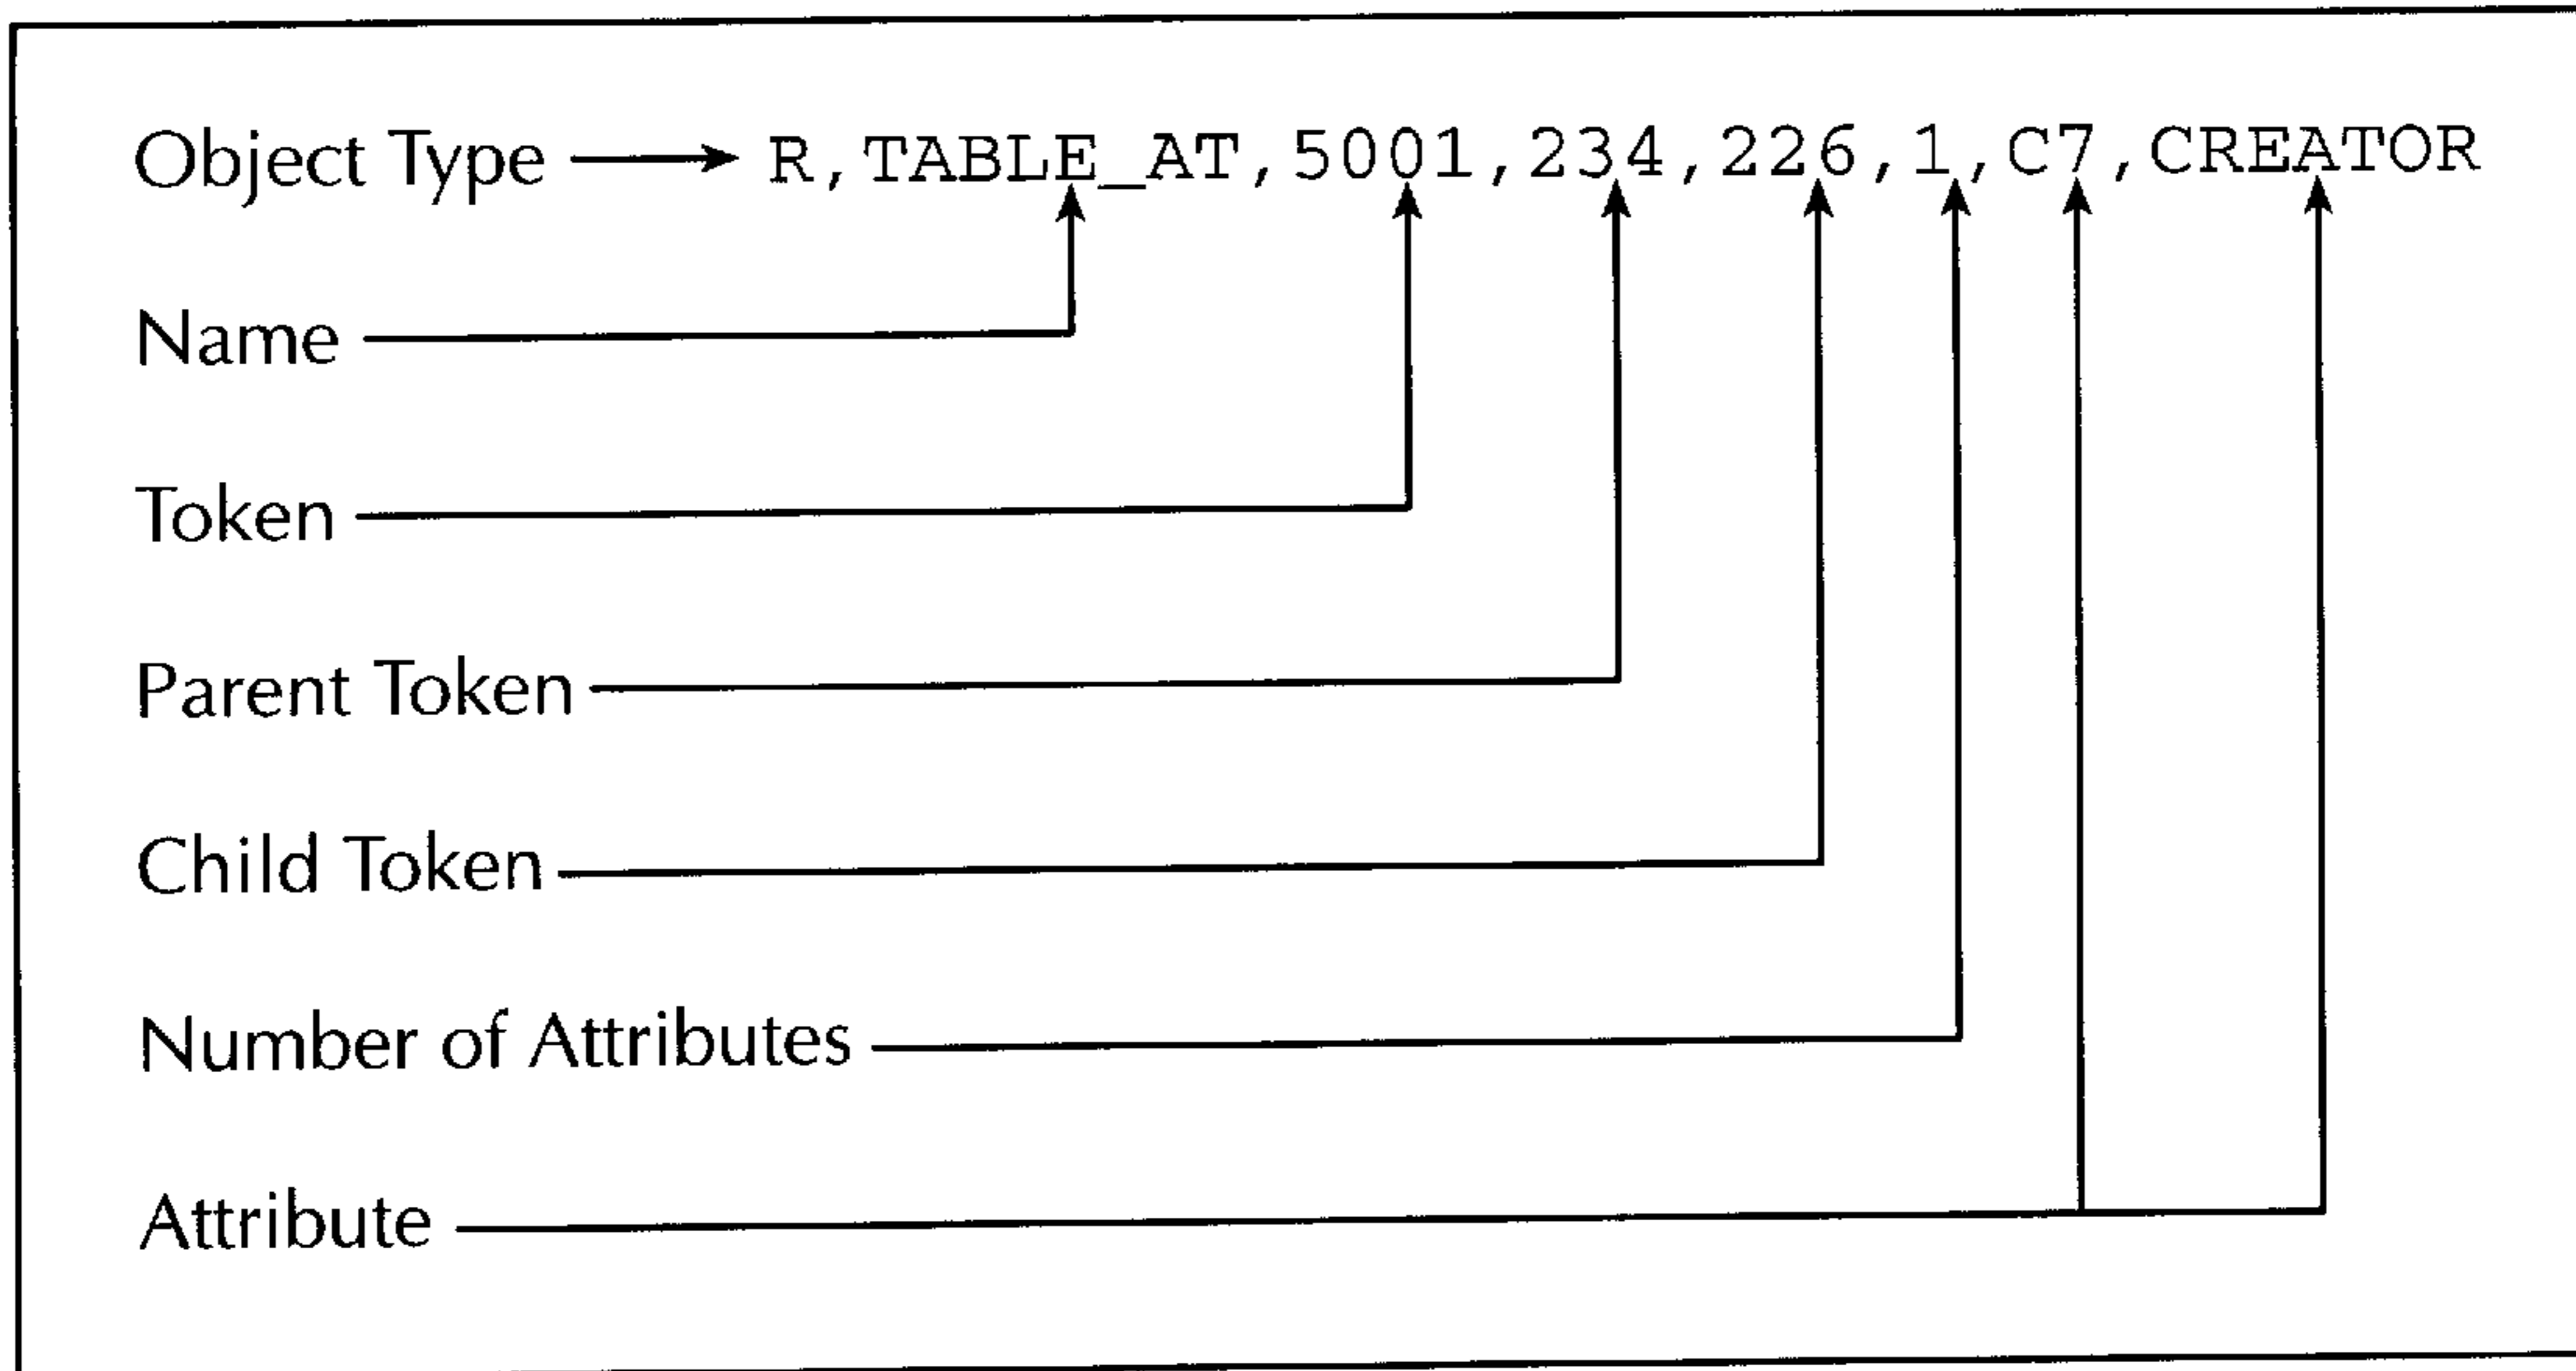 Object Type R,TABLE_AT,5001,234,226,1,C7,CREATOR
Name
Token
Parent Token
Child Token
Number of Attributes
Attribute